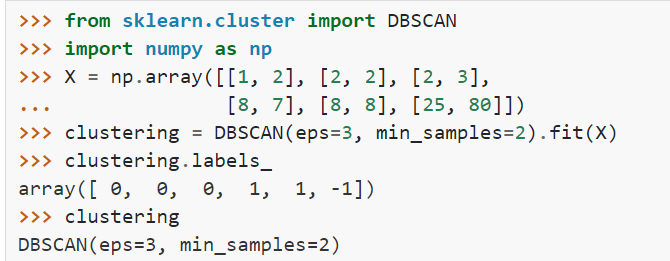 >>> from sklearn.cluster import DBSCAN
>>> import numpy as np
>>> X = np.array([[1, 2], [2, 2], [2, 3],
...               [8, 7], [8, 8], [25, 80]])
>>> clustering = DBSCAN(eps=3, min_samples=2).fit(X)
>>> clustering.labels_
array([ 0,  0,  0,  1,  1, -1])
>>> clustering
DBSCAN(eps=3, min_samples=2)